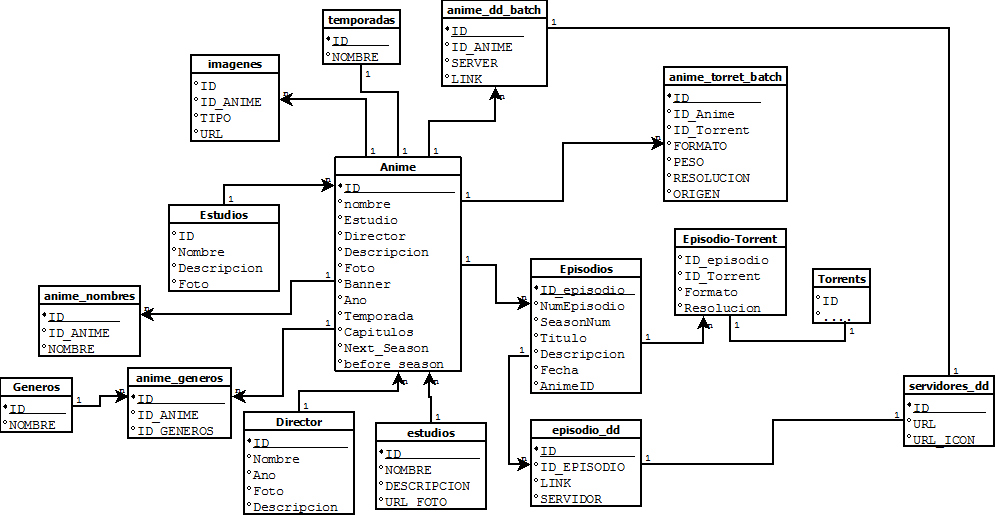 temporadas
ID
NOMBRE
1
anime_dd_batch
ID
ID_ANIME
SERVER
LINK
1
n
imagenes
ID
ID_ANIME
TIPO
URL
n
anime_torret_batch
ID
ID_Anime
ID_Torrent
FORMATO
PESO
RESOLUCION
ORIGEN
n
1
1
1
Anime
ID
nombre
Estudio
Director
Descripcion
Foto
Banner
Ano
Temporada
Capitulos
Next_Season
before_season
n
1
1
1
1
n
n
Estudios
ID
Nombre
Descripcion
Foto
1
Episodio-Torrent
ID_episodio
ID_Torrent
Formato
Resolucion
n
1
Torrents
ID
. . . .
1
Episodios
ID_episodio
NumEpisodio
SeasonNum
Titulo
Descripcion
Fecha
AnimeID
n
1
1
anime_nombres
ID
ID_ANIME
NOMBRE
n
anime_generos
ID
ID_ANIME
ID_GENEROS
n
n
Generos
ID
NOMBRE
1
Director
ID
Nombre
Ano
Foto
Descripcion
1
estudios
ID
NOMBRE
DESCRIPCION
URL_FOTO
1
episodio_dd
ID
ID_EPISODIO
LINK
SERVIDOR
n
1
servidores_dd
ID
URL
URL_ICON
1
1